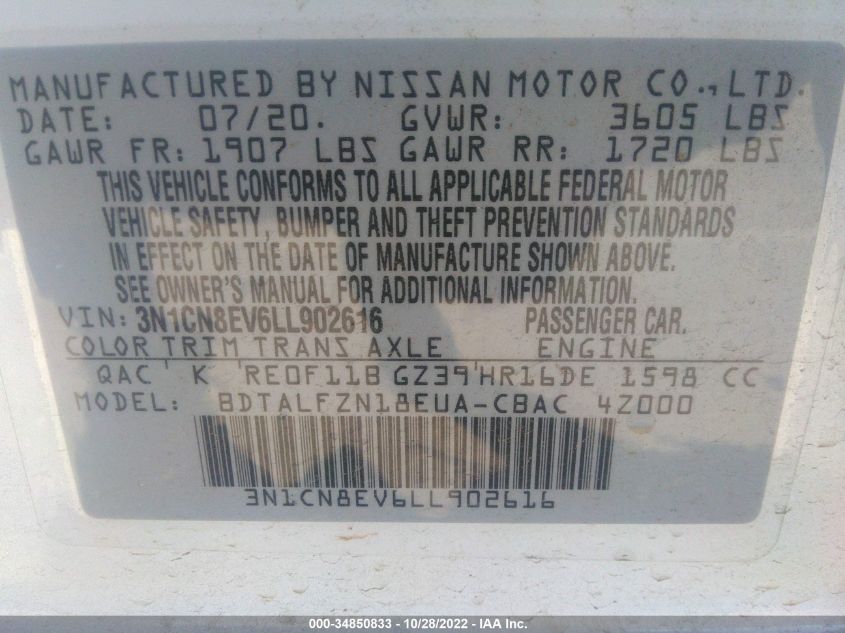 MANUFACTURED BY NISSAN MOTOR CO., LTD.
DATE: 07/20. GVWR: 3605 LBS
GAWR FR: 1907 LBS GAWR RR: 1720 LBS
THIS VEHICLE CONFORMS TO ALL APPLICABLE FEDERAL MOTOR
VEHICLE SAFETY, BUMPER AND THEFT PREVENTION STANDARDS
IN EFFECT ON THE DATE OF MANUFACTURE SHOWN ABOVE.
SEE OWNER'S MANUAL FOR ADDITIONAL INFORMATION.
VIN: 3N1CN8EV6LL902616 PASSENGER CAR.
COLOR TRIM TRANS AXLE ENGINE
QAC ' K ' RE0F11B GZ39'HR16DE 1598 CC
MODEL: BDTALFZN18EUA-CBAC 4Z000
3N1CN8EV6LL902616
000-34850833 / 10/28/2022 / IAA Inc.